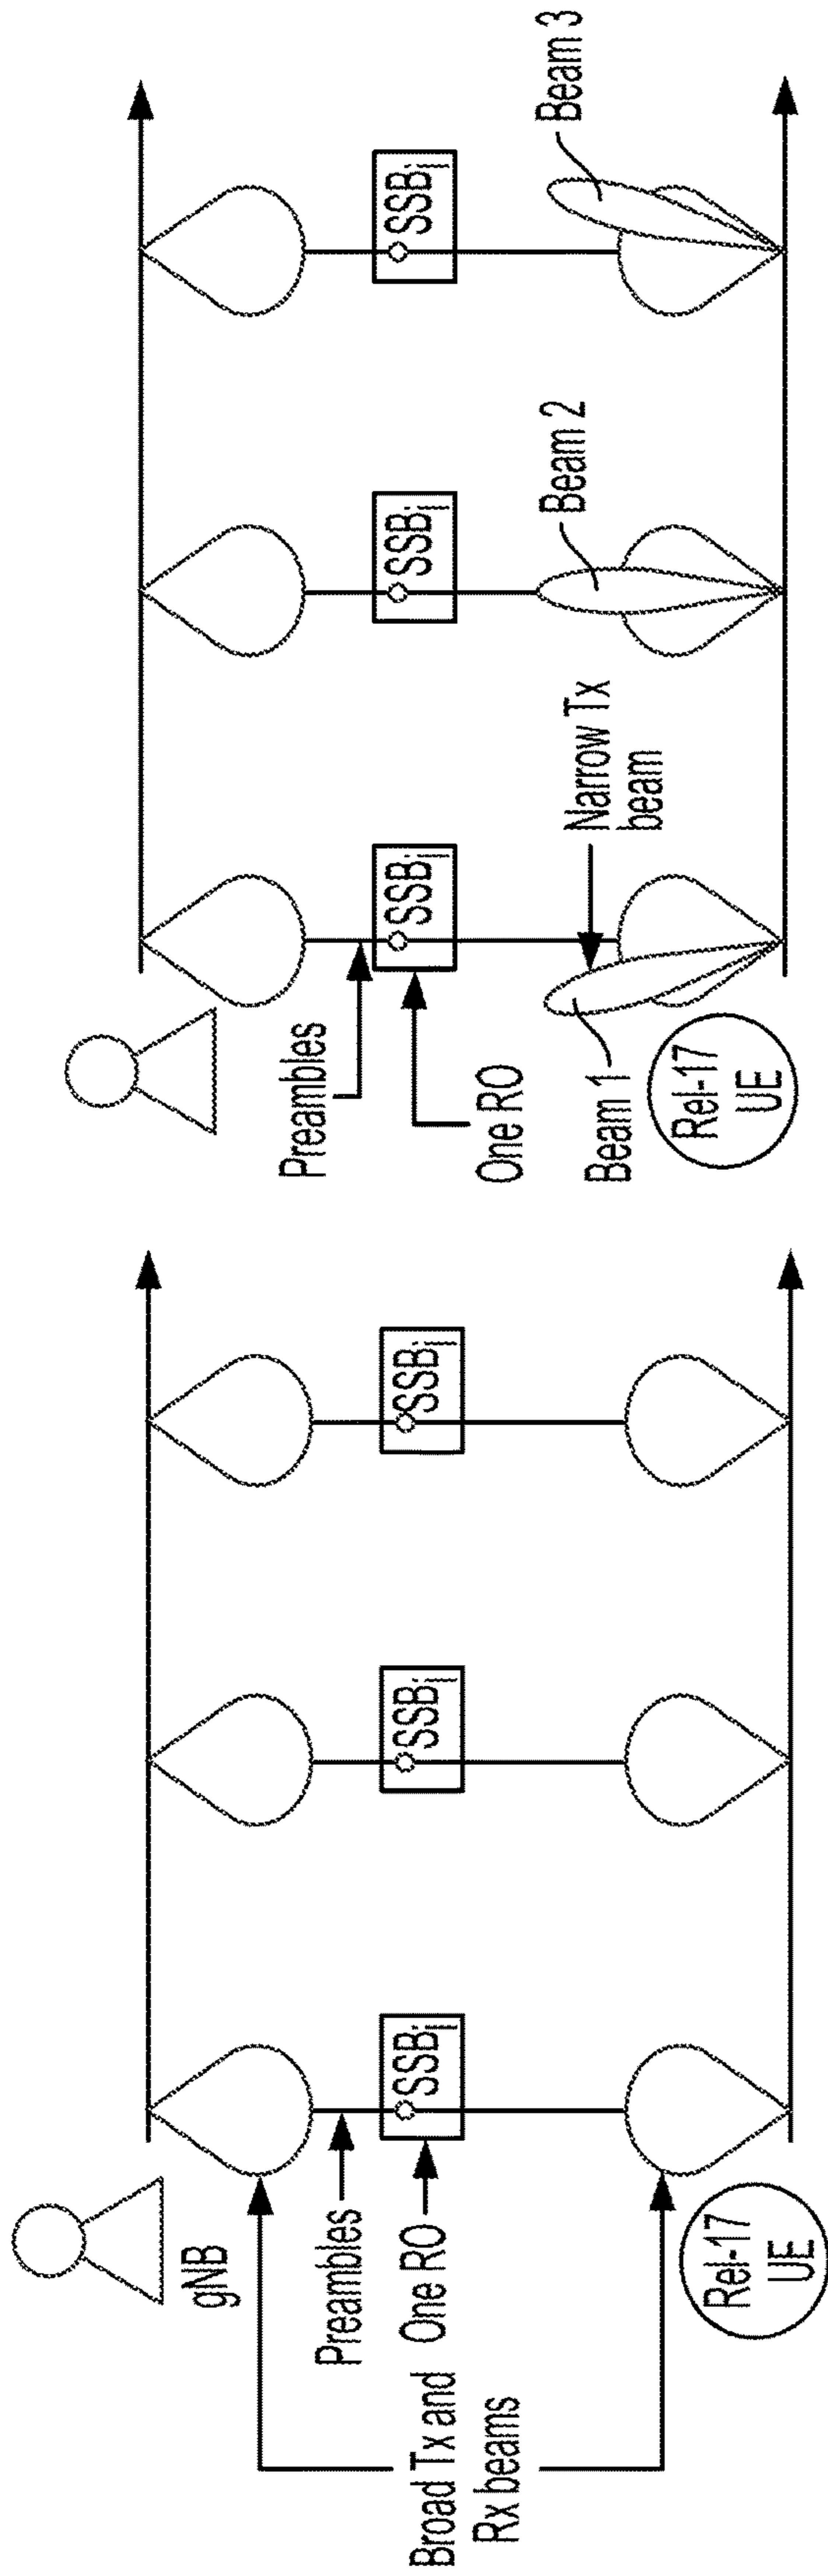 gNB
Broad Tx and
Rx beams
Preambles
One RO
SSBi
SSBi
SSBi
Rel-17
UE
Preambles
One RO
SSBi
SSBi
SSBi
Beam 1
Narrow Tx
beam
Beam 2
Beam 3
Rel-17
UE